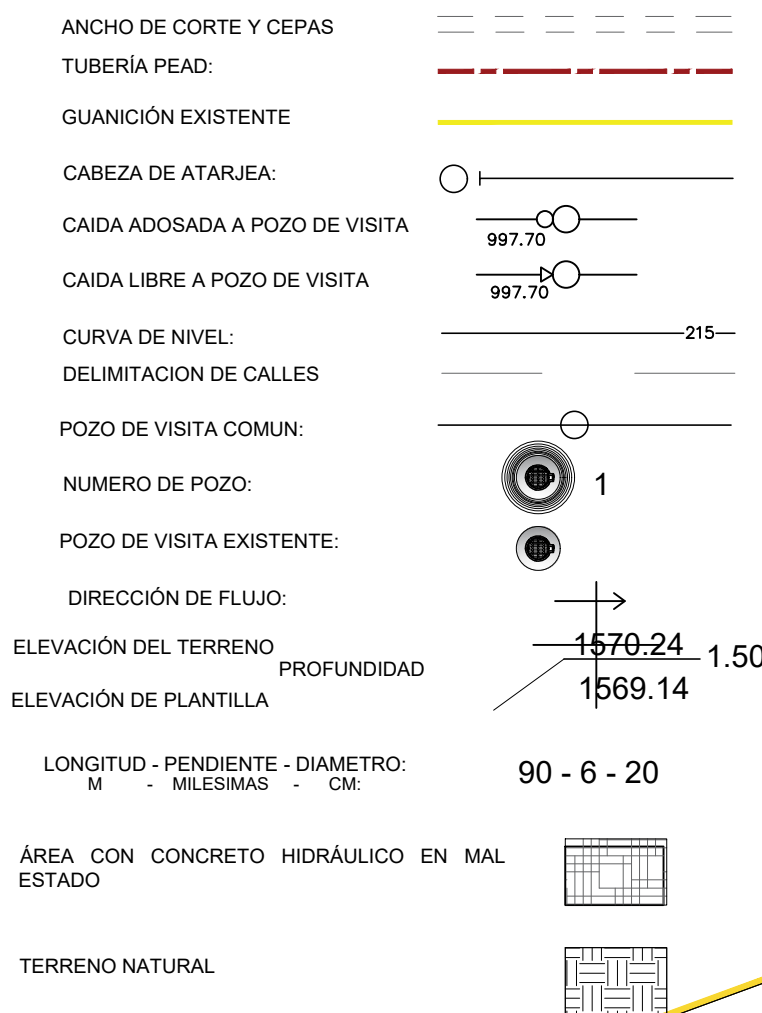 ANCHO DE CORTE Y CEPAS
TUBERÍA PEAD:
GUANICIÓN EXISTENTE
CABEZA DE ATARJEA:
CAIDA ADOSADA A POZO DE VISITA
997.70
CAIDA LIBRE A POZO DE VISITA
997.70
CURVA DE NIVEL:
215
DELIMITACION DE CALLES
POZO DE VISITA COMUN:
NUMERO DE POZO:
1
POZO DE VISITA EXISTENTE:
DIRECCIÓN DE FLUJO:
ELEVACIÓN DEL TERRENO
1570.24
PROFUNDIDAD
1.50
ELEVACIÓN DE PLANTILLA
1569.14
LONGITUD - PENDIENTE - DIAMETRO:
M - MILESIMAS - CM:
90 - 6 - 20
ÁREA CON CONCRETO HIDRÁULICO EN MAL
ESTADO
TERRENO NATURAL